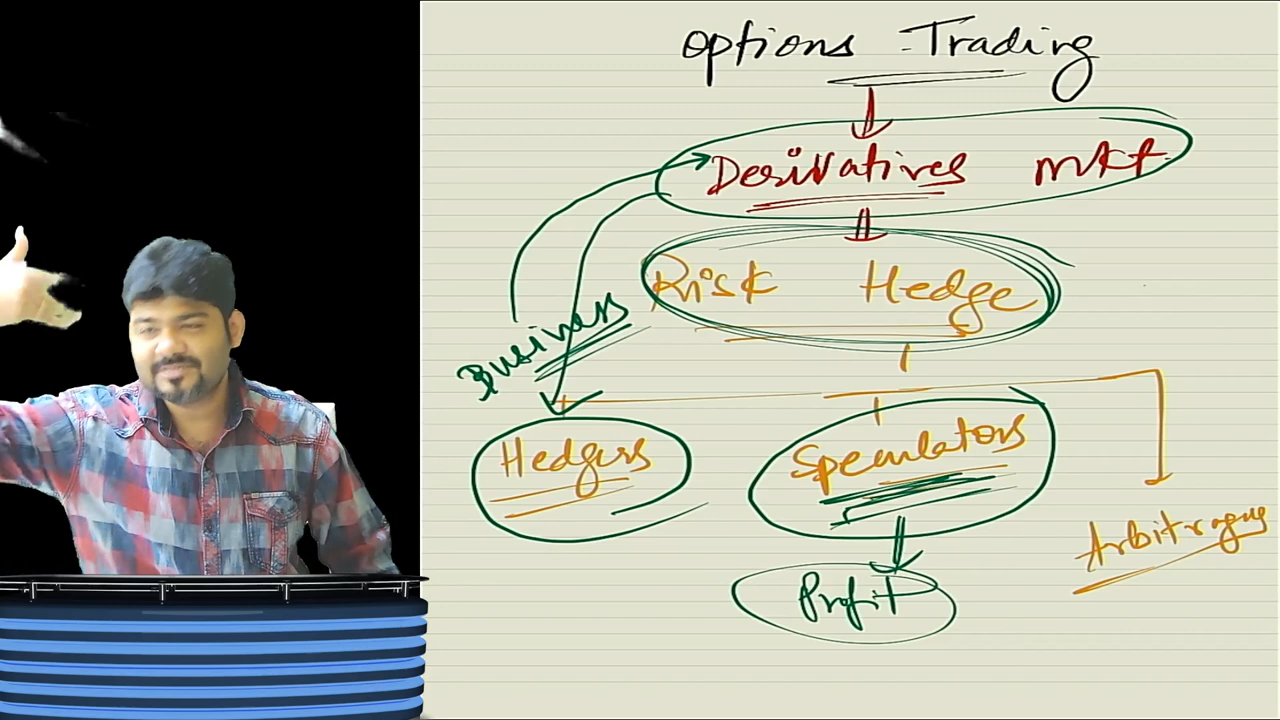 options Trading
Derivatives mkt
Risk Hedge
Business
Hedgers
Speculators
Arbitragers
Profit